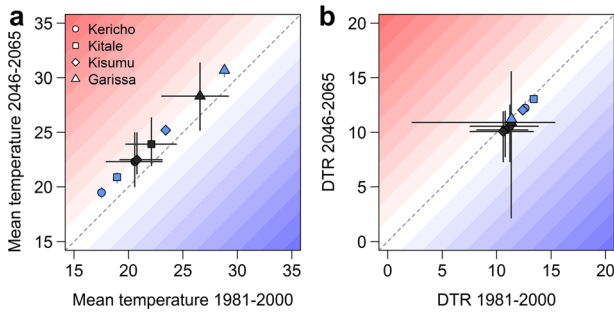 a
Kericho
Kitale
Kisumu
Garissa
35
30
25
20
15
Mean temperature 2046-2065
15 20 25 30 35
Mean temperature 1981-2000
b
20
15
10
5
0
DTR 2046-2065
0 5 10 15 20
DTR 1981-2000